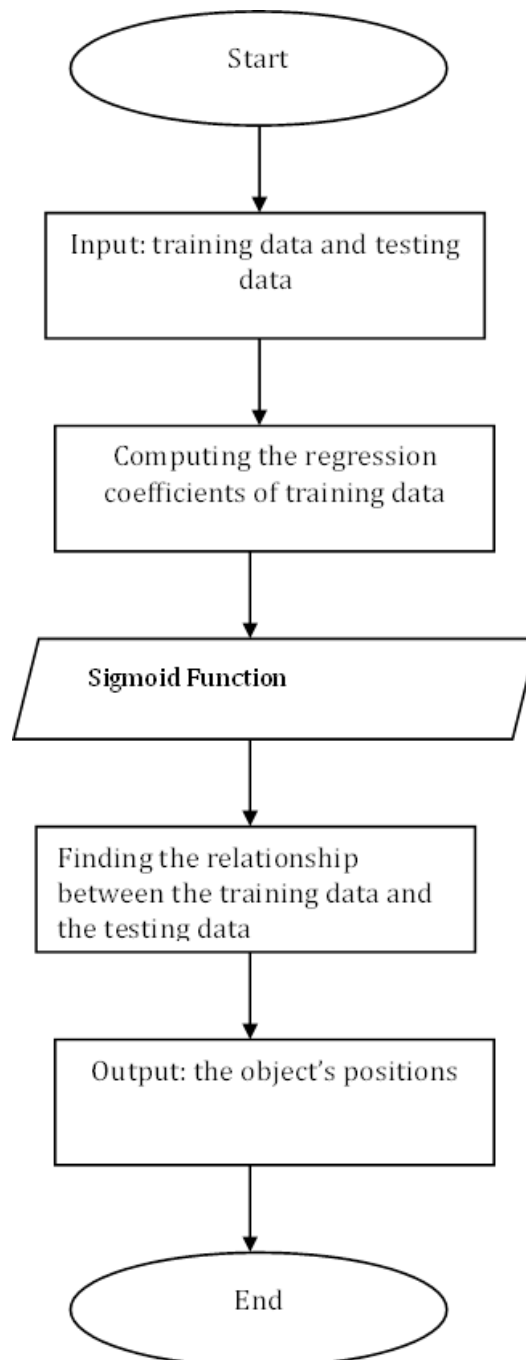 Start
Input: training data and testing
data
Computing the regression
coefficients of training data
Sigmoid Function
Finding the relationship
between the training data and
the testing data
Output: the object's positions
End